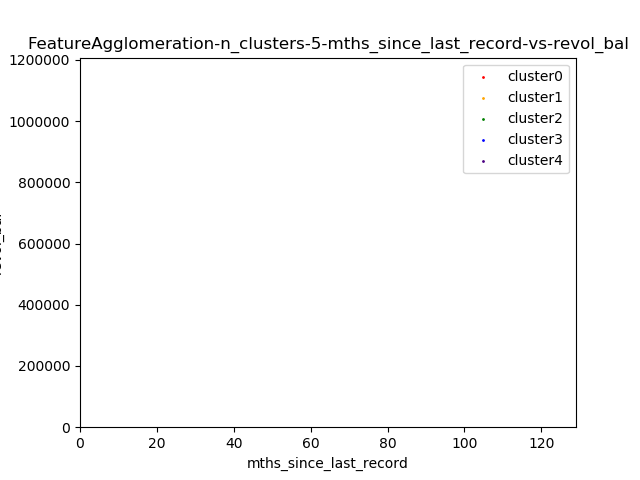 FeatureAgglomeration-n_clusters-5-mths_since_last_record-vs-revol_bal
1200000
1000000
800000
600000
400000
200000
0
0 20 40 60 80 100 120
mths_since_last_record
cluster0
cluster1
cluster2
cluster3
cluster4